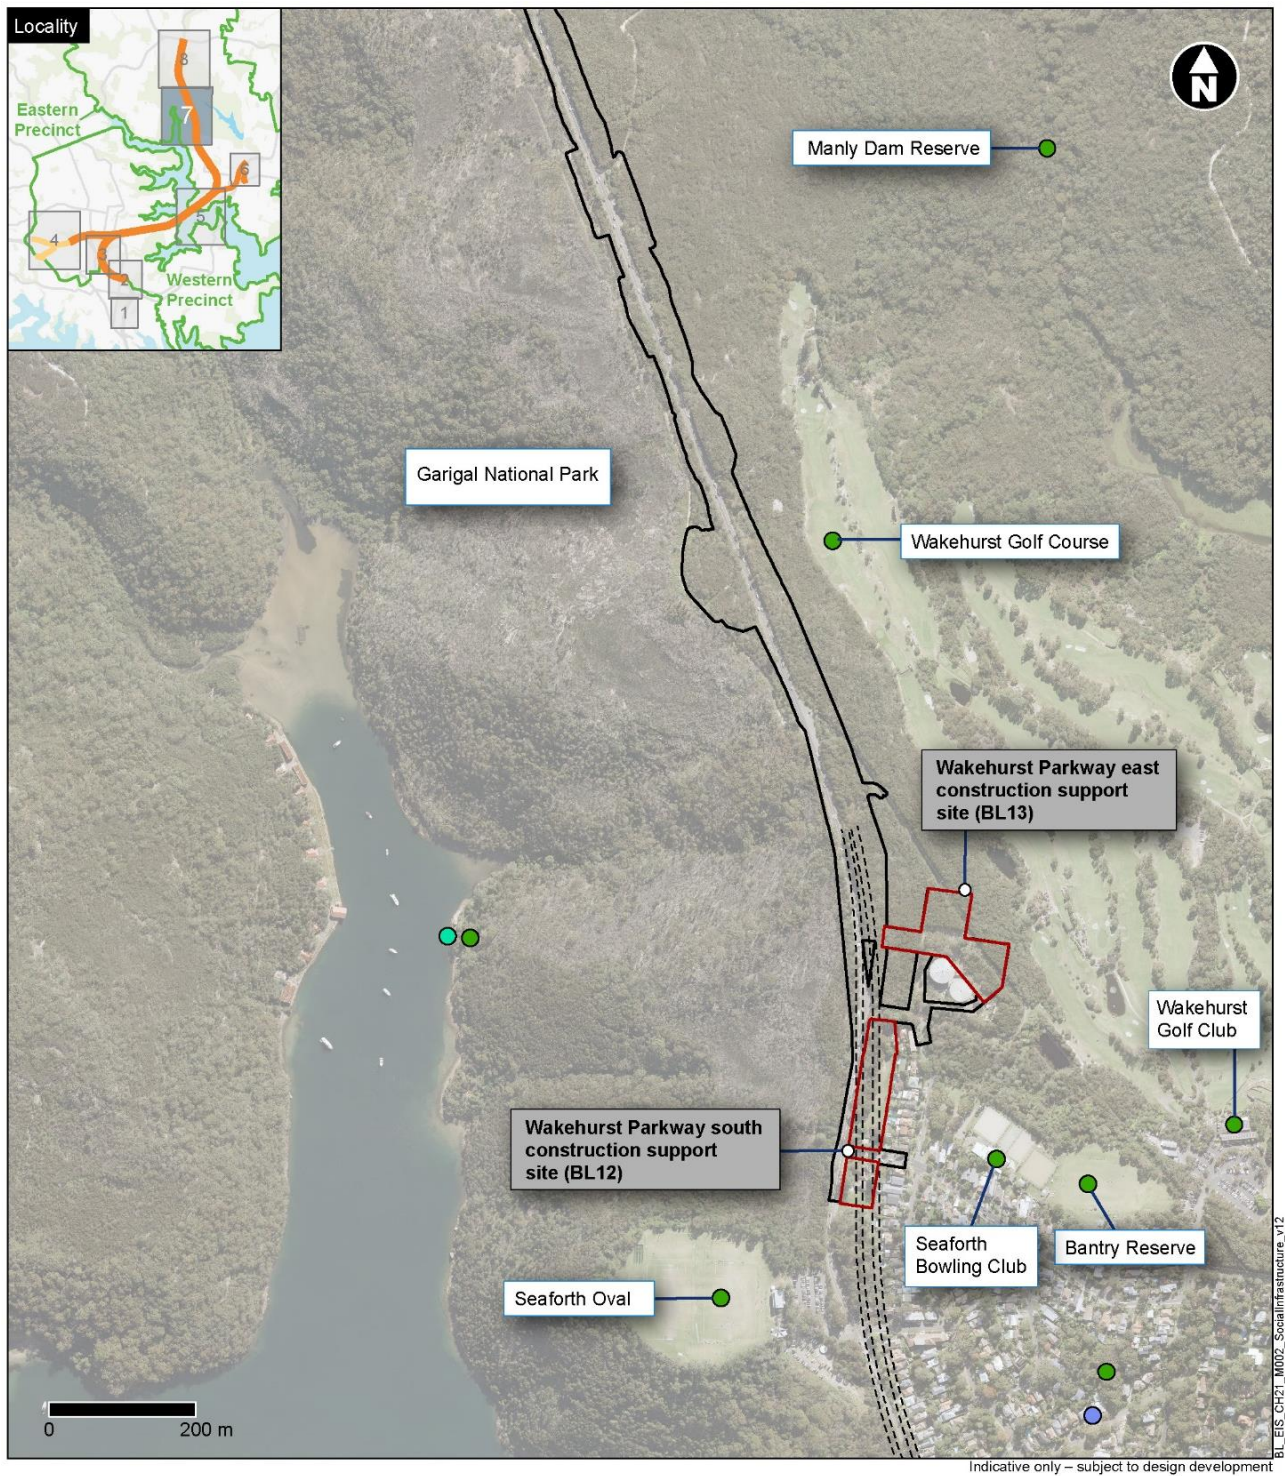 Locality
8
Eastern
Precinct
7
6
5
4
3
2
Western
Precinct
1
N
Manly Dam Reserve
Garigal National Park
Wakehurst Golf Course
Wakehurst Parkway east
construction support
site (BL13)
Wakehurst
Golf Club
Wakehurst Parkway south
construction support
site (BL12)
Seaforth
Bowling Club
Bantry Reserve
Seaforth Oval
0
200 m
BL_EIS_CH21_M002_SocialInfrastructure_v12
Indicative only – subject to design development